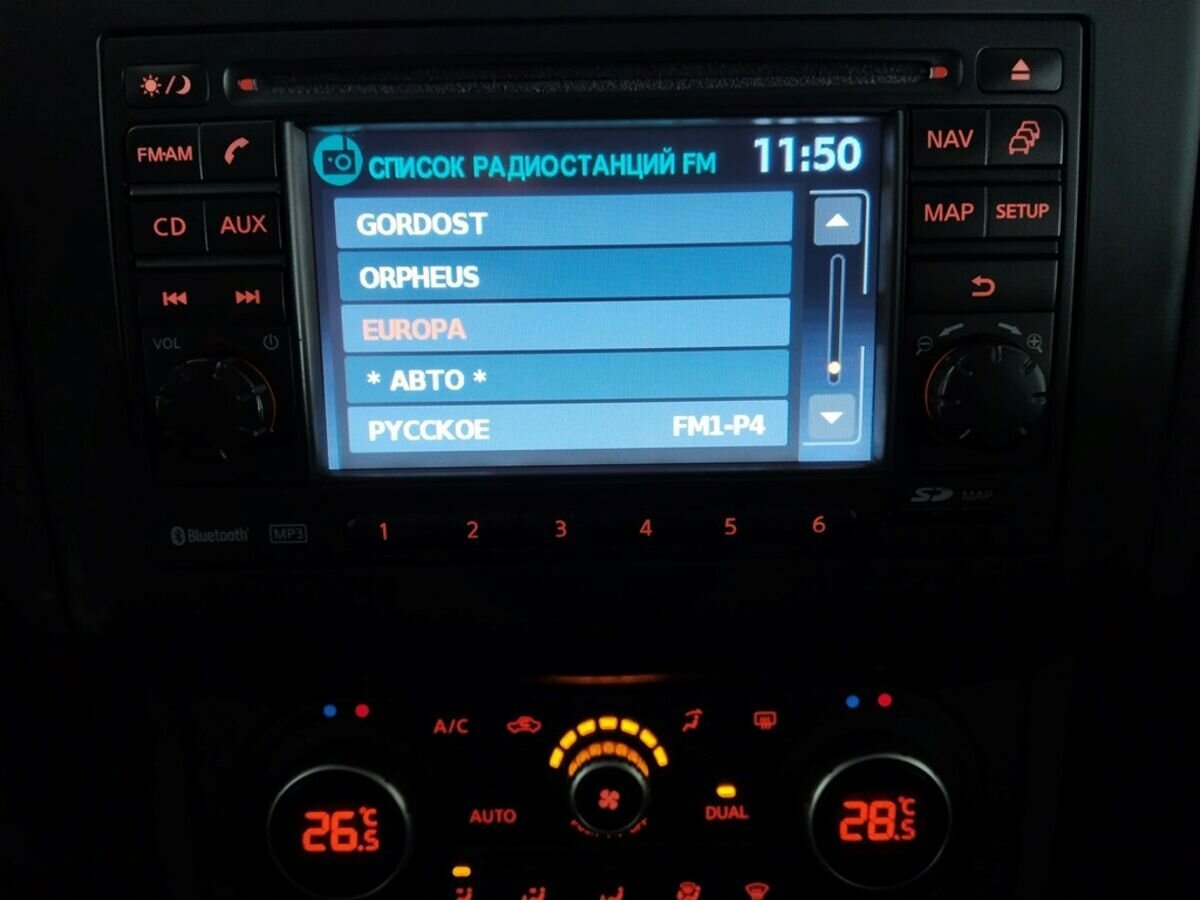 FM·AM
NAV
СПИСОК РАДИОСТАНЦИЙ FM 11:50
GORDOST
CD AUX
MAP SETUP
ORPHEUS
EUROPA
VOL
* АВТО *
РУССКОЕ FM1-P4
SD MAP
Bluetooth MP3
1 2 3 4 5 6
A/C
AUTO
DUAL
26.5 °C
28.5 °C